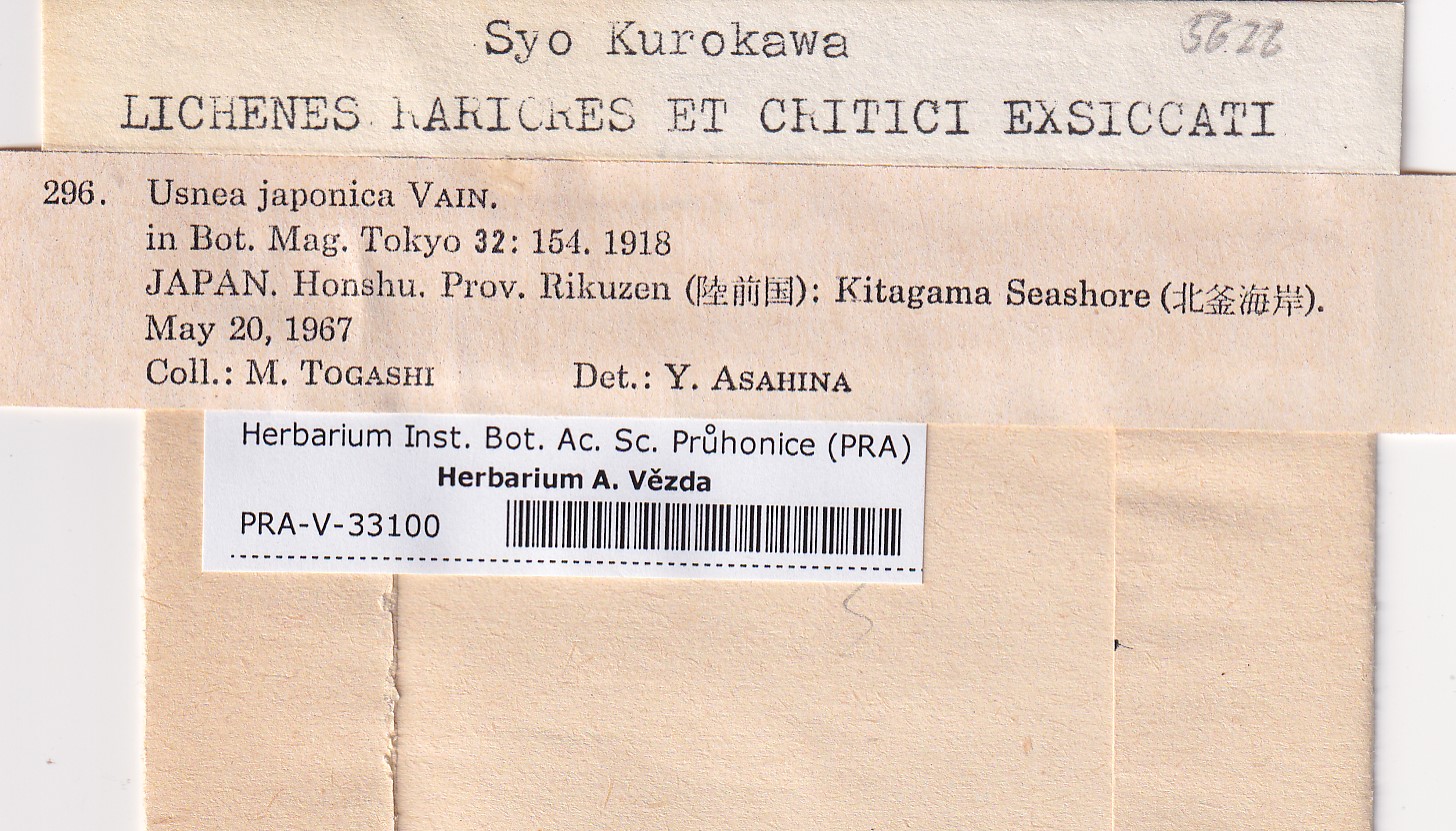 Syo Kurokawa
LICHENES RARIORES ET CRITICI EXSICCATI
296. Usnea japonica VAIN.
in Bot. Mag. Tokyo 32: 154. 1918
JAPAN. Honshu. Prov. Rikuzen (陸前国): Kitagama Seashore (北釜海岸).
May 20, 1967
Coll.: M. TOGASHI Det.: Y. ASAHINA
Herbarium Inst. Bot. Ac. Sc. Průhonice (PRA)
Herbarium A. Vězda
PRA-V-33100